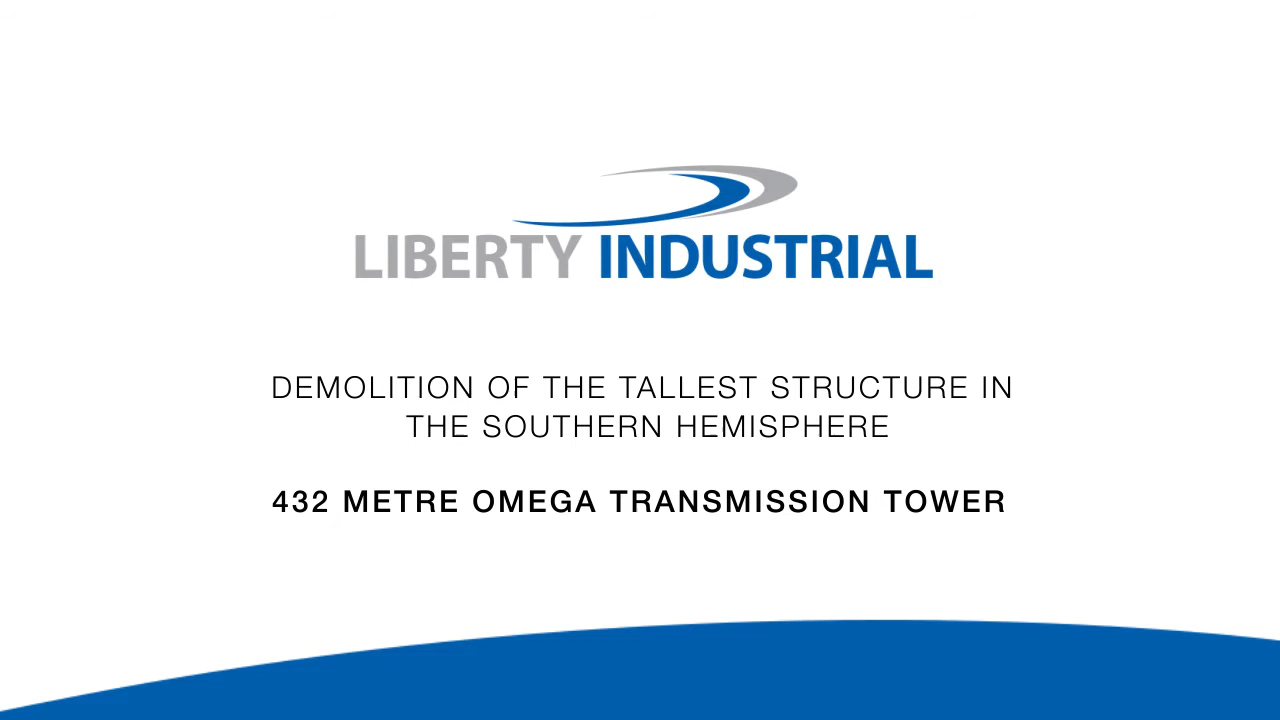 LIBERTY INDUSTRIAL
DEMOLITION OF THE TALLEST STRUCTURE IN
THE SOUTHERN HEMISPHERE
432 METRE OMEGA TRANSMISSION TOWER